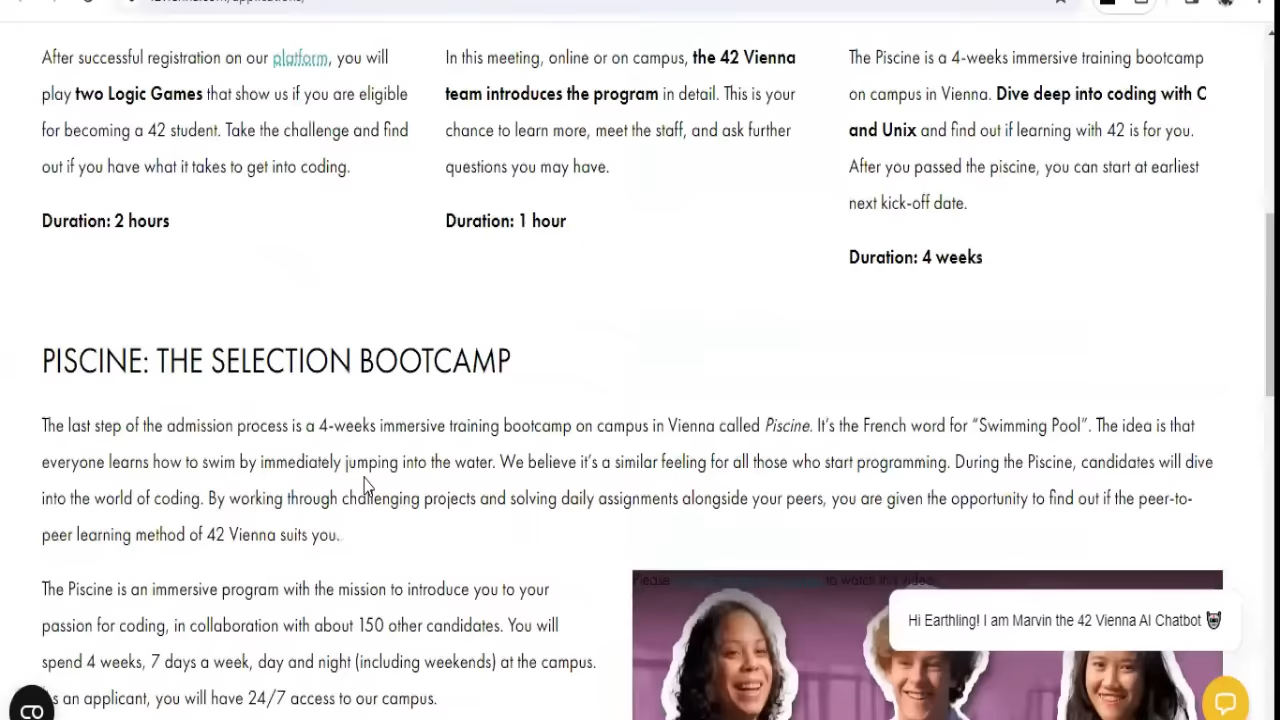 After successful registration on our platform, you will
play two Logic Games that show us if you are eligible
for becoming a 42 student. Take the challenge and find
out if you have what it takes to get into coding.
Duration: 2 hours
In this meeting, online or on campus, the 42 Vienna
team introduces the program in detail. This is your
chance to learn more, meet the staff, and ask further
questions you may have.
Duration: 1 hour
The Piscine is a 4-weeks immersive training bootcamp
on campus in Vienna. Dive deep into coding with C
and Unix and find out if learning with 42 is for you.
After you passed the piscine, you can start at earliest
next kick-off date.
Duration: 4 weeks
PISCINE: THE SELECTION BOOTCAMP
The last step of the admission process is a 4-weeks immersive training bootcamp on campus in Vienna called Piscine. It's the French word for “Swimming Pool”. The idea is that
everyone learns how to swim by immediately jumping into the water. We believe it's a similar feeling for all those who start programming. During the Piscine, candidates will dive
into the world of coding. By working through challenging projects and solving daily assignments alongside your peers, you are given the opportunity to find out if the peer-to-
peer learning method of 42 Vienna suits you.
The Piscine is an immersive program with the mission to introduce you to your
passion for coding, in collaboration with about 150 other candidates. You will
spend 4 weeks, 7 days a week, day and night (including weekends) at the campus.
as an applicant, you will have 24/7 access to our campus.
Please to watch this video.
Hi Earthling! I am Marvin the 42 Vienna AI Chatbot